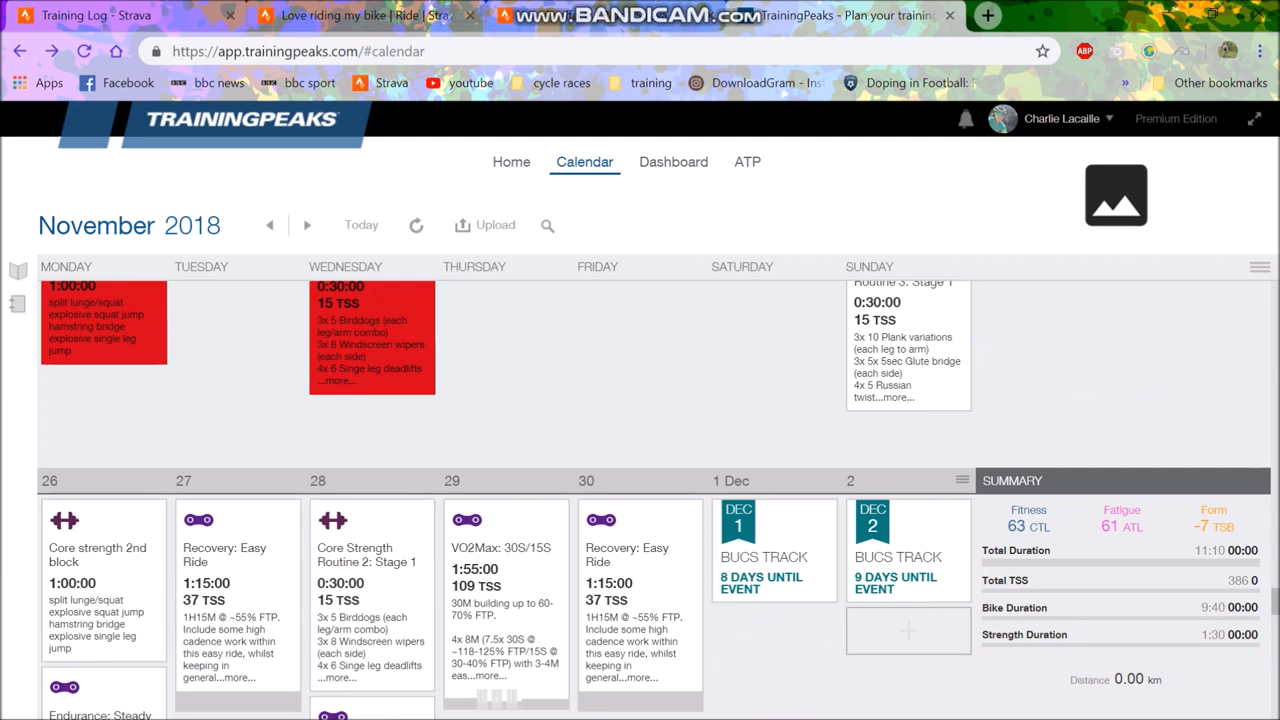 Training Log - Strava
Love riding my bike | Ride | Stra
www.BANDICAM.com
TrainingPeaks - Plan your trainin
https://app.trainingpeaks.com/#calendar
ABP
Apps
Facebook
bbc news
bbc sport
Strava
youtube
cycle races
training
DownloadGram - Inst
Doping in Football: F
»
Other bookmarks
TRAININGPEAKS
Charlie Lacaille
Premium Edition
Home
Calendar
Dashboard
ATP
November 2018
Today
Upload
MONDAY
TUESDAY
WEDNESDAY
THURSDAY
FRIDAY
SATURDAY
SUNDAY
1:00:00
split lunge/squat
explosive squat jump
hamstring bridge
explosive single leg
jump
0:30:00
15 TSS
3x 5 Birddogs (each
leg/arm combo)
3x 8 Windscreen wipers
(each side)
4x 6 Singe leg deadlifts
...more...
Routine 3: Stage 1
0:30:00
15 TSS
3x 10 Plank variations
(each leg to arm)
3x 5x 5sec Glute bridge
(each side)
4x 5 Russian
twist...more...
26
27
28
29
30
1 Dec
2
SUMMARY
Core strength 2nd
block
1:00:00
split lunge/squat
explosive squat jump
hamstring bridge
explosive single leg
jump
Endurance: Steady
Recovery: Easy
Ride
1:15:00
37 TSS
1H15M @ ~55% FTP.
Include some high
cadence work within
this easy ride, whilst
keeping in
general...more...
Core Strength
Routine 2: Stage 1
0:30:00
15 TSS
3x 5 Birddogs (each
leg/arm combo)
3x 8 Windscreen wipers
(each side)
4x 6 Singe leg deadlifts
...more...
VO2Max: 30S/15S
1:55:00
109 TSS
30M building up to 60-
70% FTP.
4x 8M (7.5x 30S @
~118-125% FTP/15S @
30-40% FTP) with 3-4M
eas...more...
Recovery: Easy
Ride
1:15:00
37 TSS
1H15M @ ~55% FTP.
Include some high
cadence work within
this easy ride, whilst
keeping in
general...more...
DEC
1
BUCS TRACK
8 DAYS UNTIL
EVENT
DEC
2
BUCS TRACK
9 DAYS UNTIL
EVENT
Fitness
63 CTL
Fatigue
61 ATL
Form
-7 TSB
Total Duration 11:10 00:00
Total TSS 386 0
Bike Duration 9:40 00:00
Strength Duration 1:30 00:00
Distance 0.00 km